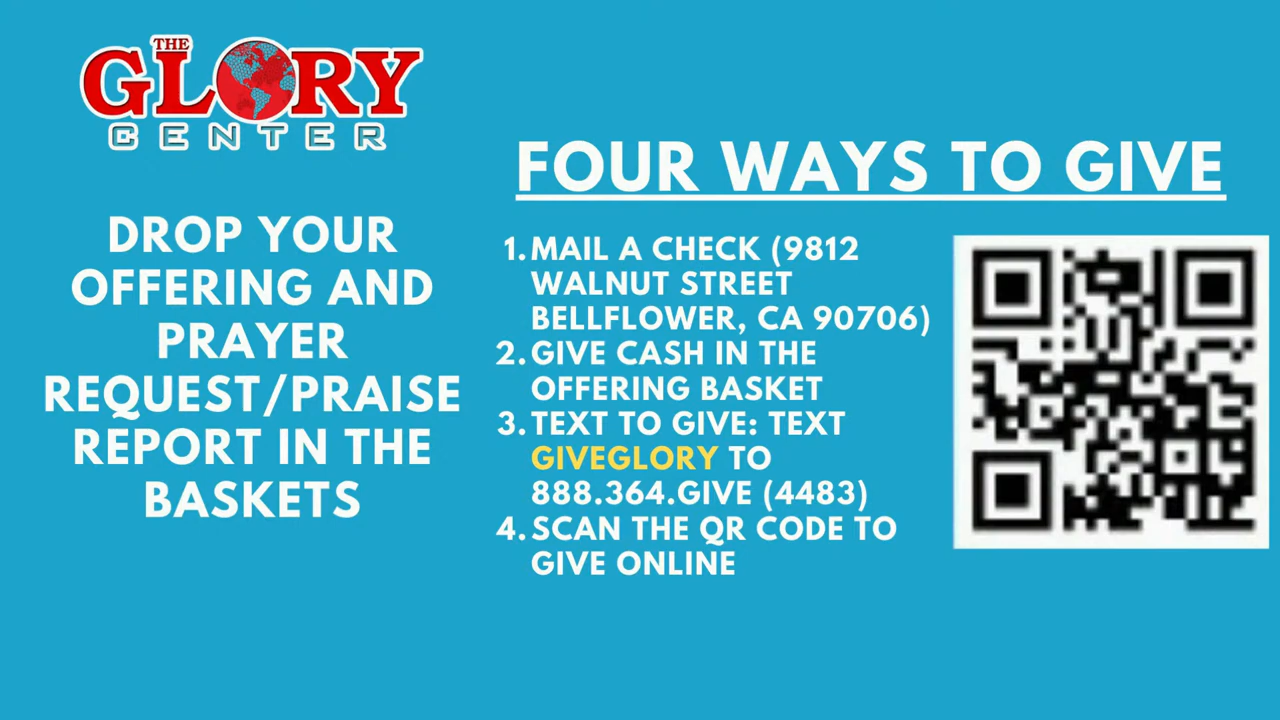 THE
GLORY
CENTER
DROP YOUR
OFFERING AND
PRAYER
REQUEST/PRAISE
REPORT IN THE
BASKETS
FOUR WAYS TO GIVE
1. MAIL A CHECK (9812
WALNUT STREET
BELLFLOWER, CA 90706)
2. GIVE CASH IN THE
OFFERING BASKET
3. TEXT TO GIVE: TEXT
GIVEGLORY TO
888.364.GIVE (4483)
4. SCAN THE QR CODE TO
GIVE ONLINE